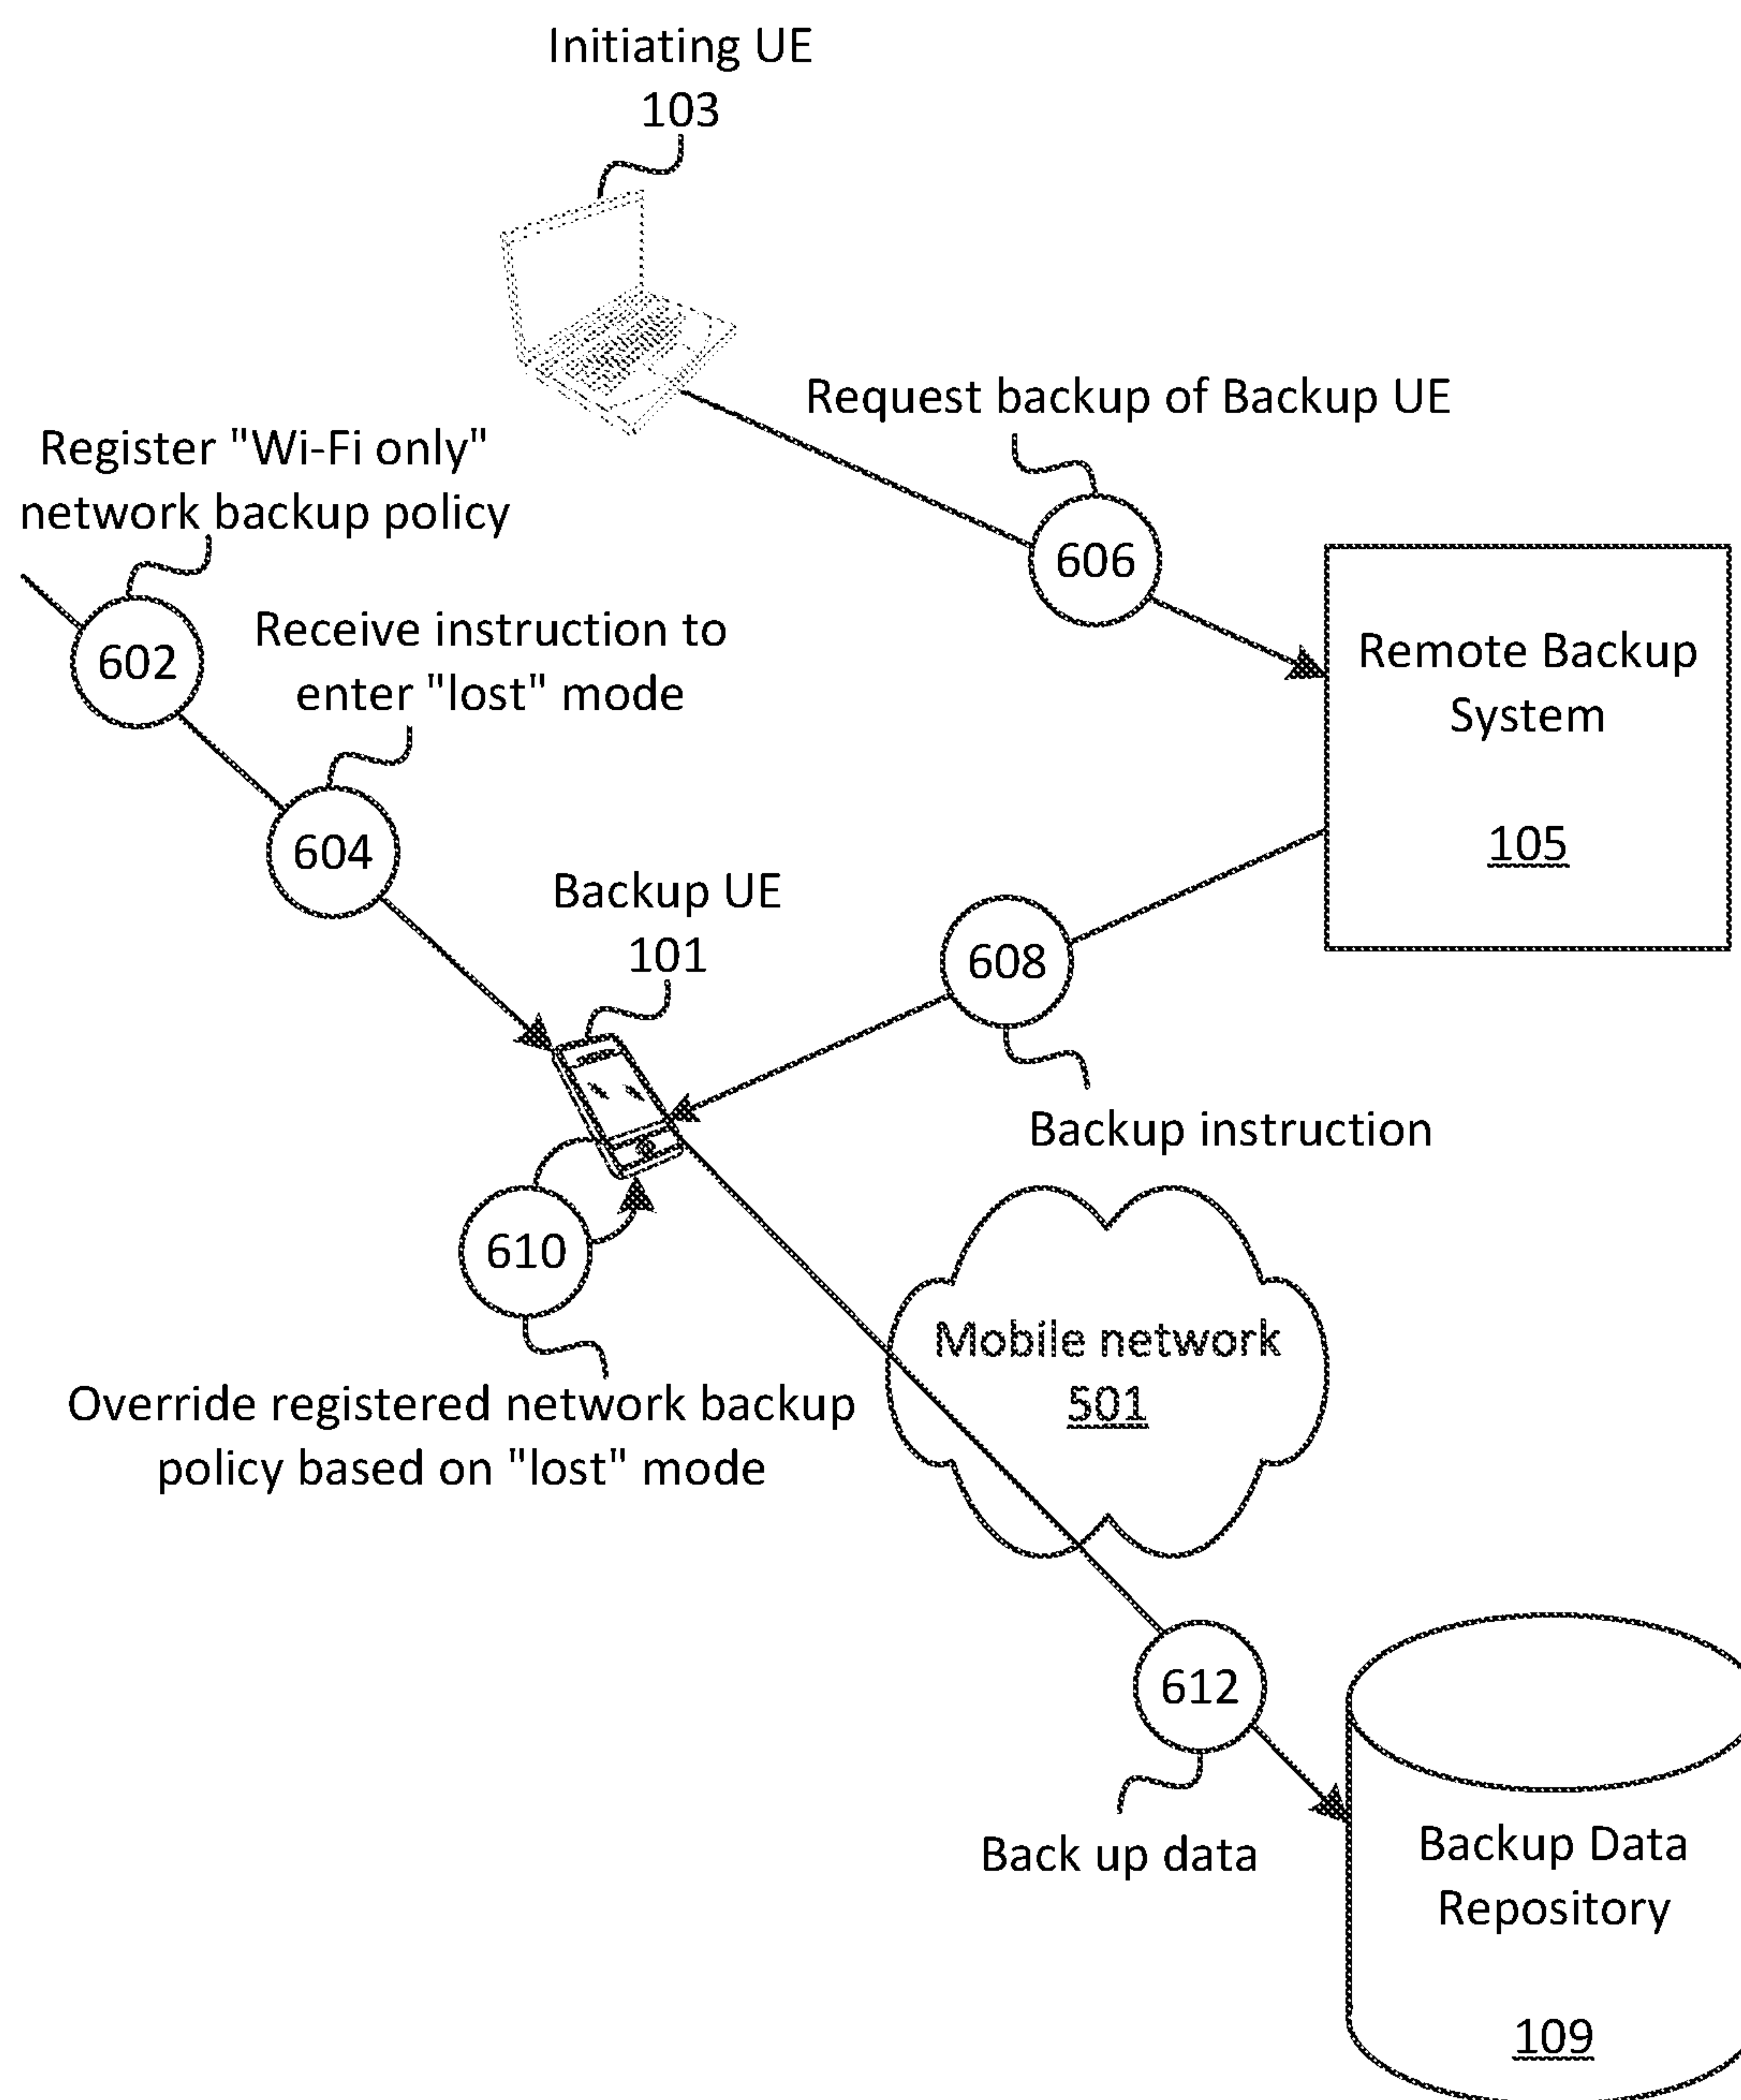 Initiating UE
103
Request backup of Backup UE
Register "Wi-Fi only"
network backup policy
606
Receive instruction to
enter "lost" mode
602
Remote Backup
System
105
604
Backup UE
101
608
Backup instruction
610
Mobile network
501
Override registered network backup
policy based on "lost" mode
612
Back up data
Backup Data
Repository
109